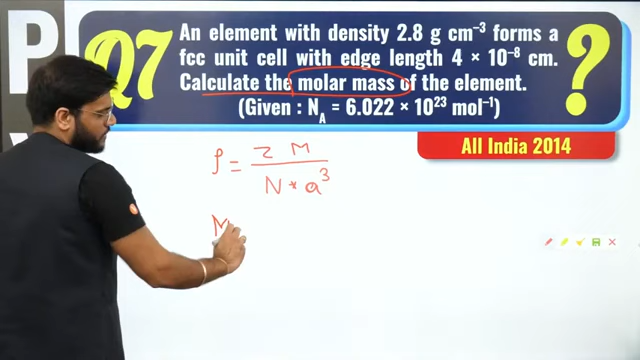 P
Q7
An element with density 2.8 g cm⁻³ forms a
fcc unit cell with edge length 4 × 10⁻⁸ cm.
Calculate the molar mass of the element.
(Given : Nₐ = 6.022 × 10²³ mol⁻¹)
?
All India 2014
ρ = z M / N * a³
M